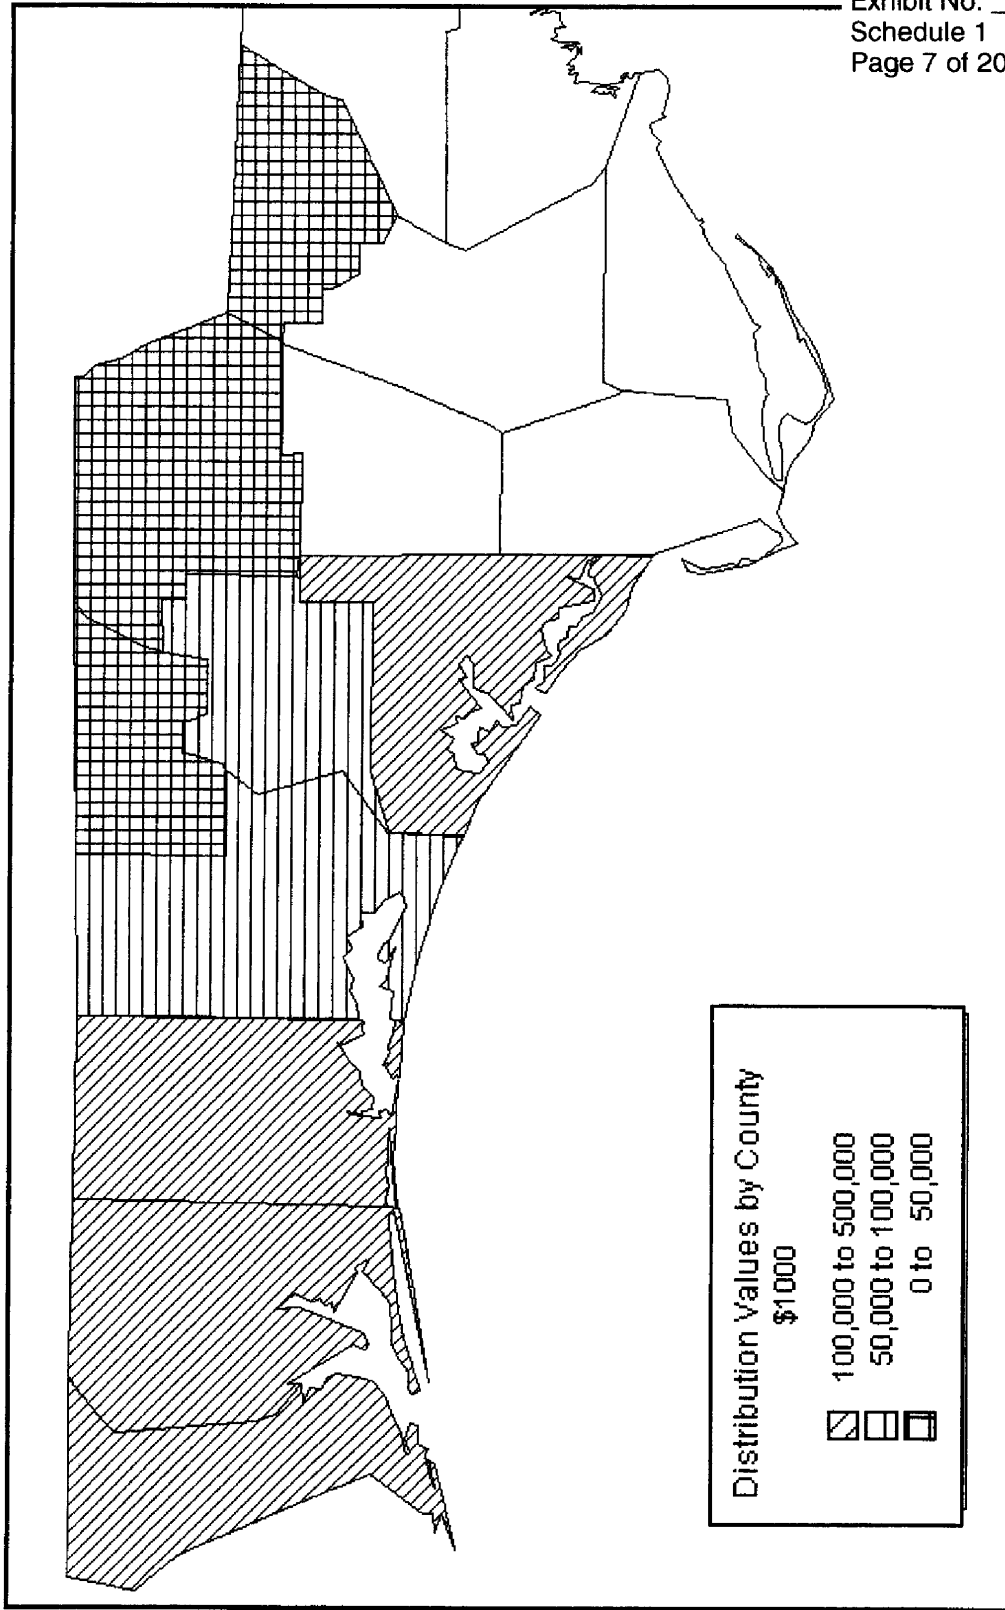 Exhibit No. _
Schedule 1
Page 7 of 20
Distribution Values by County
$1000
100,000 to 500,000
50,000 to 100,000
0 to 50,000